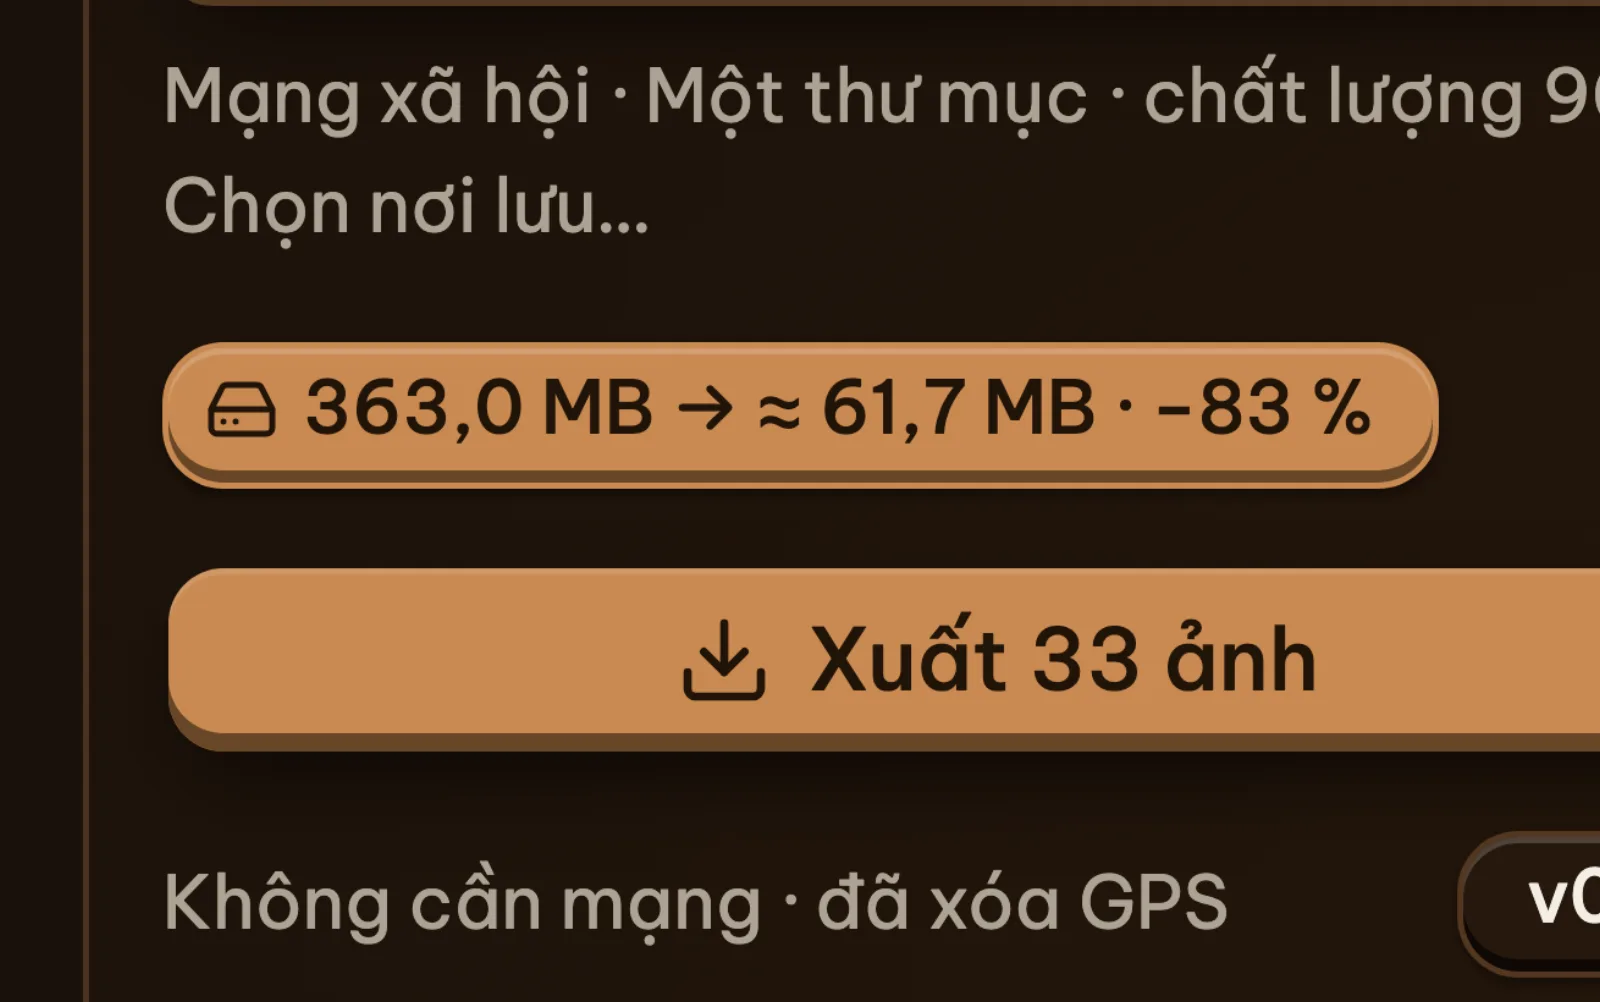 Mạng xã hội · Một thư mục · chất lượng
Chọn nơi lưu...
363,0 MB → ≈ 61,7 MB · −83 %
Xuất 33 ảnh
Không cần mạng · đã xóa GPS